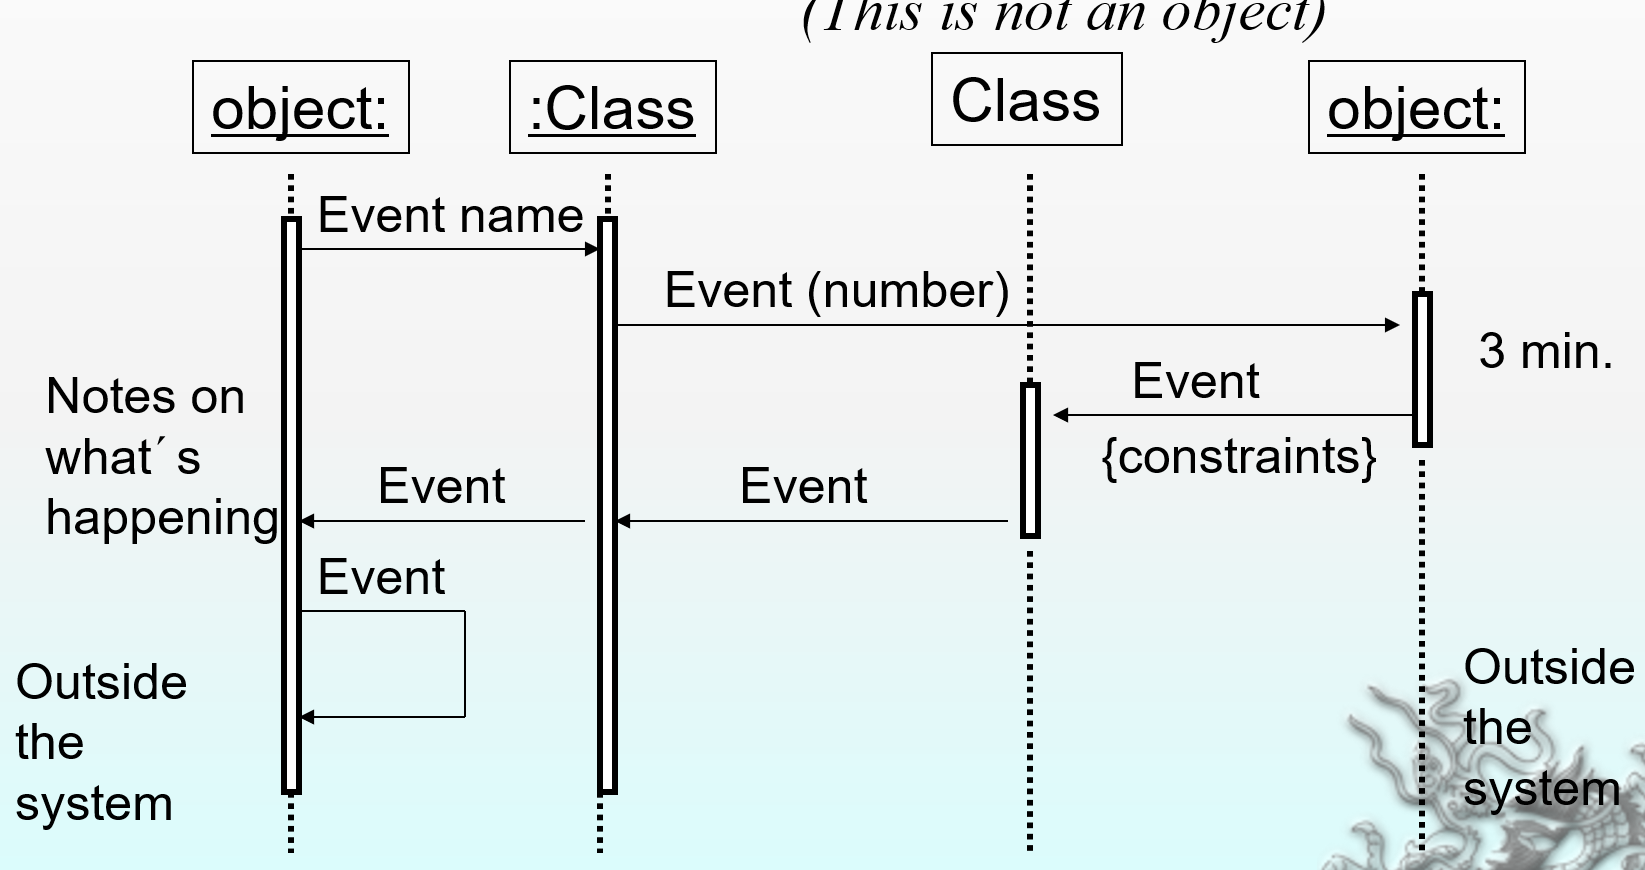 (This is not an object)
object:
:Class
Class
object:
Event name
Event (number)
3 min.
Event
{constraints}
Notes on
what´s
happening
Event
Event
Event
Outside
the
system
Outside
the
system